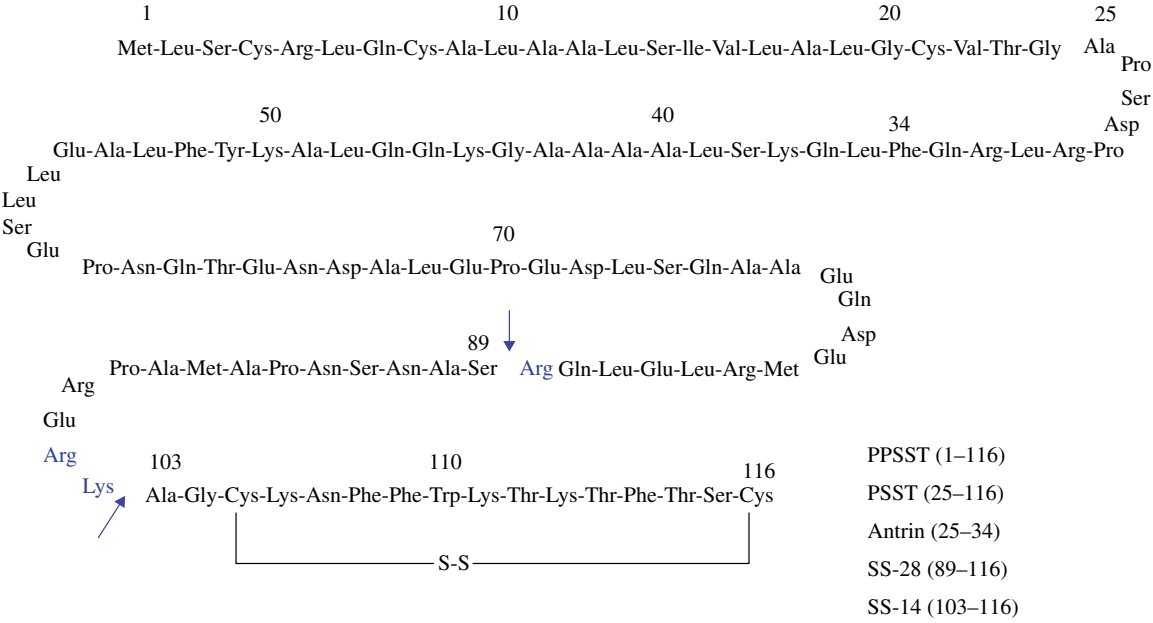 1 10 20 25
Met-Leu-Ser-Cys-Arg-Leu-Gln-Cys-Ala-Leu-Ala-Ala-Leu-Ser-Ile-Val-Leu-Ala-Leu-Gly-Cys-Val-Thr-Gly Ala
Pro
Ser
Asp
50 40 34
Glu-Ala-Leu-Phe-Tyr-Lys-Ala-Leu-Gln-Gln-Lys-Gly-Ala-Ala-Ala-Ala-Leu-Ser-Lys-Gln-Leu-Phe-Gln-Arg-Leu-Arg-Pro
Leu
Leu
Ser
Glu
70
Pro-Asn-Gln-Thr-Glu-Asn-Asp-Ala-Leu-Glu-Pro-Glu-Asp-Leu-Ser-Gln-Ala-Ala
Glu
Gln
Asp
Glu
89
Pro-Ala-Met-Ala-Pro-Asn-Ser-Asn-Ala-Ser Arg Gln-Leu-Glu-Leu-Arg-Met
Arg
Glu
Arg
Lys
103 110 116
Ala-Gly-Cys-Lys-Asn-Phe-Phe-Trp-Lys-Thr-Lys-Thr-Phe-Thr-Ser-Cys
S-S
PPSST (1–116)
PSST (25–116)
Antrin (25–34)
SS-28 (89–116)
SS-14 (103–116)